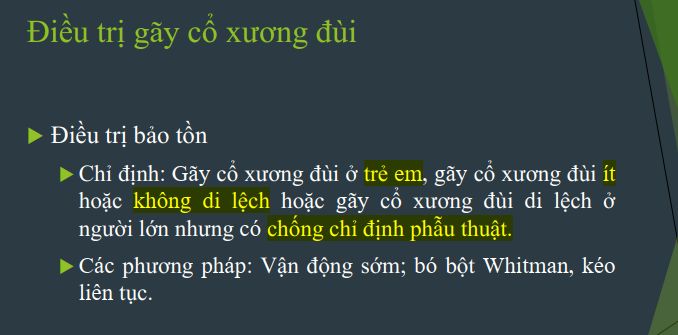 Điều trị gãy cổ xương đùi
Điều trị bảo tồn
Chỉ định: Gãy cổ xương đùi ở trẻ em, gãy cổ xương đùi ít
hoặc không di lệch hoặc gãy cổ xương đùi di lệch ở
người lớn nhưng có chống chỉ định phẫu thuật.
Các phương pháp: Vận động sớm; bó bột Whitman, kéo
liên tục.